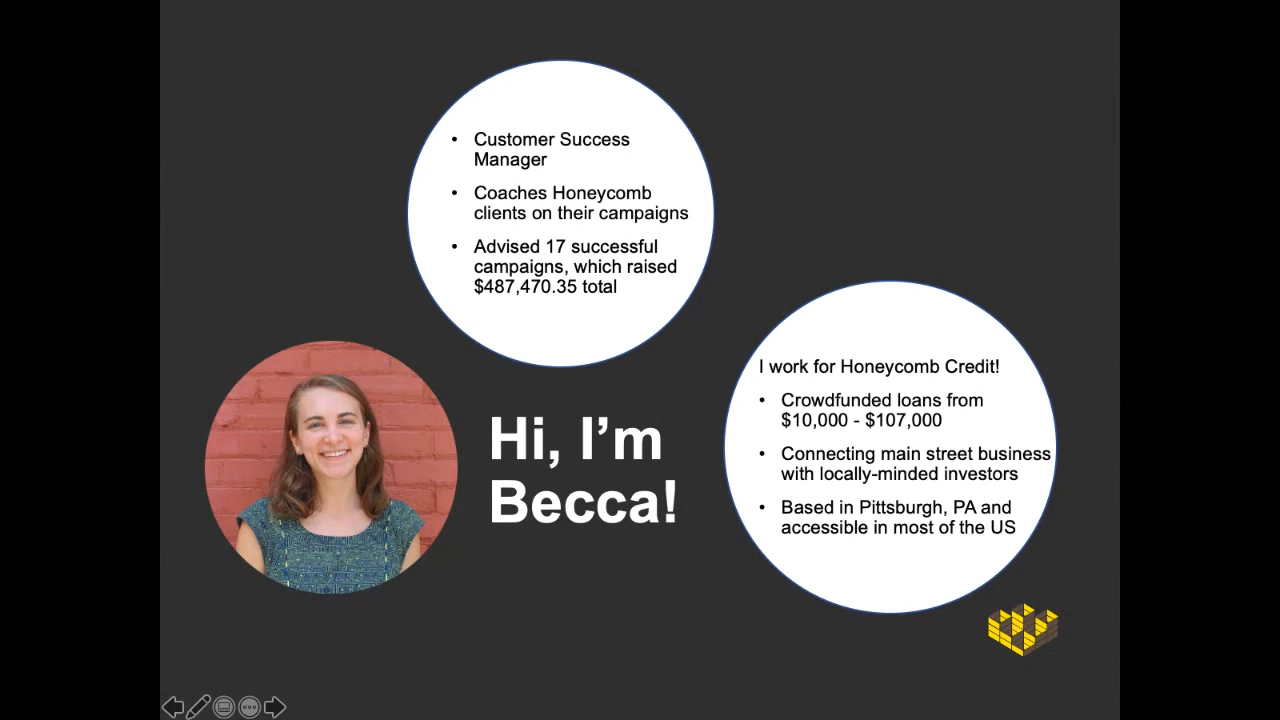 • Customer Success
Manager
• Coaches Honeycomb
clients on their campaigns
• Advised 17 successful
campaigns, which raised
$487,470.35 total
Hi, I’m
Becca!
I work for Honeycomb Credit!
• Crowdfunded loans from
$10,000 - $107,000
• Connecting main street business
with locally-minded investors
• Based in Pittsburgh, PA and
accessible in most of the US